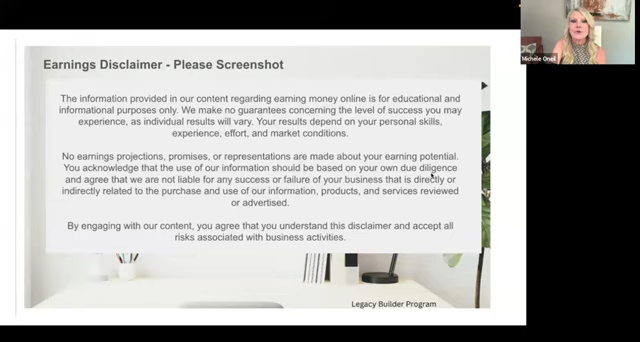 Earnings Disclaimer - Please Screenshot
The information provided in our content regarding earning money online is for educational and
informational purposes only. We make no guarantees concerning the level of success you may
experience, as individual results will vary. Your results depend on your personal skills,
experience, effort, and market conditions.
No earnings projections, promises, or representations are made about your earning potential.
You acknowledge that the use of our information should be based on your own due diligence
and agree that we are not liable for any success or failure of your business that is directly or
indirectly related to the purchase and use of our information, products, and services reviewed
or advertised.
By engaging with our content, you agree that you understand this disclaimer and accept all
risks associated with business activities.
Legacy Builder Program
Michele Oneil